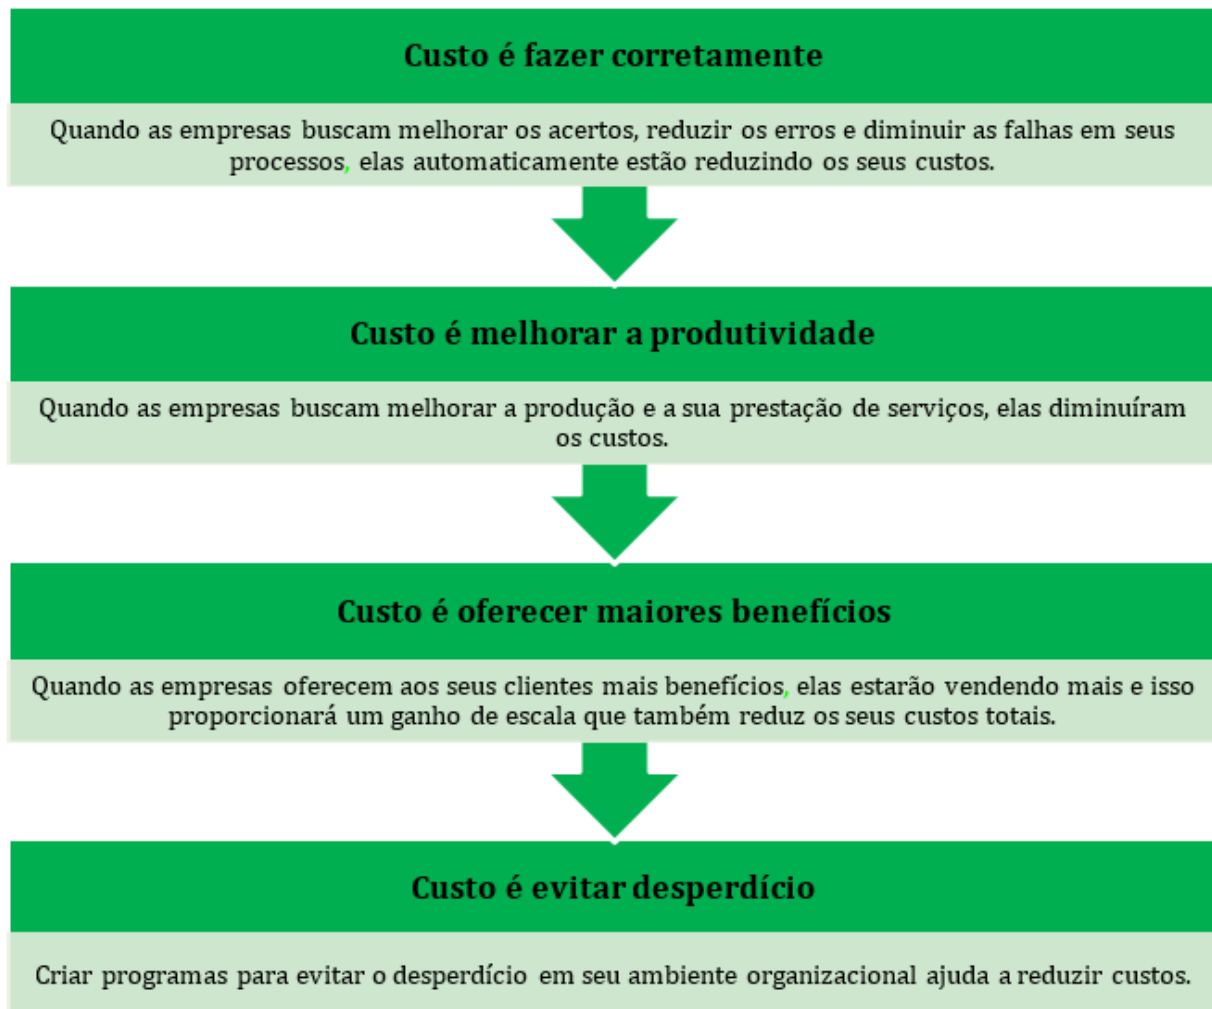 Custo é fazer corretamente
Quando as empresas buscam melhorar os acertos, reduzir os erros e diminuir as falhas em seus
processos, elas automaticamente estão reduzindo os seus custos.
Custo é melhorar a produtividade
Quando as empresas buscam melhorar a produção e a sua prestação de serviços, elas diminuíram
os custos.
Custo é oferecer maiores benefícios
Quando as empresas oferecem aos seus clientes mais benefícios, elas estarão vendendo mais e isso
proporcionará um ganho de escala que também reduz os seus custos totais.
Custo é evitar desperdício
Criar programas para evitar o desperdício em seu ambiente organizacional ajuda a reduzir custos.